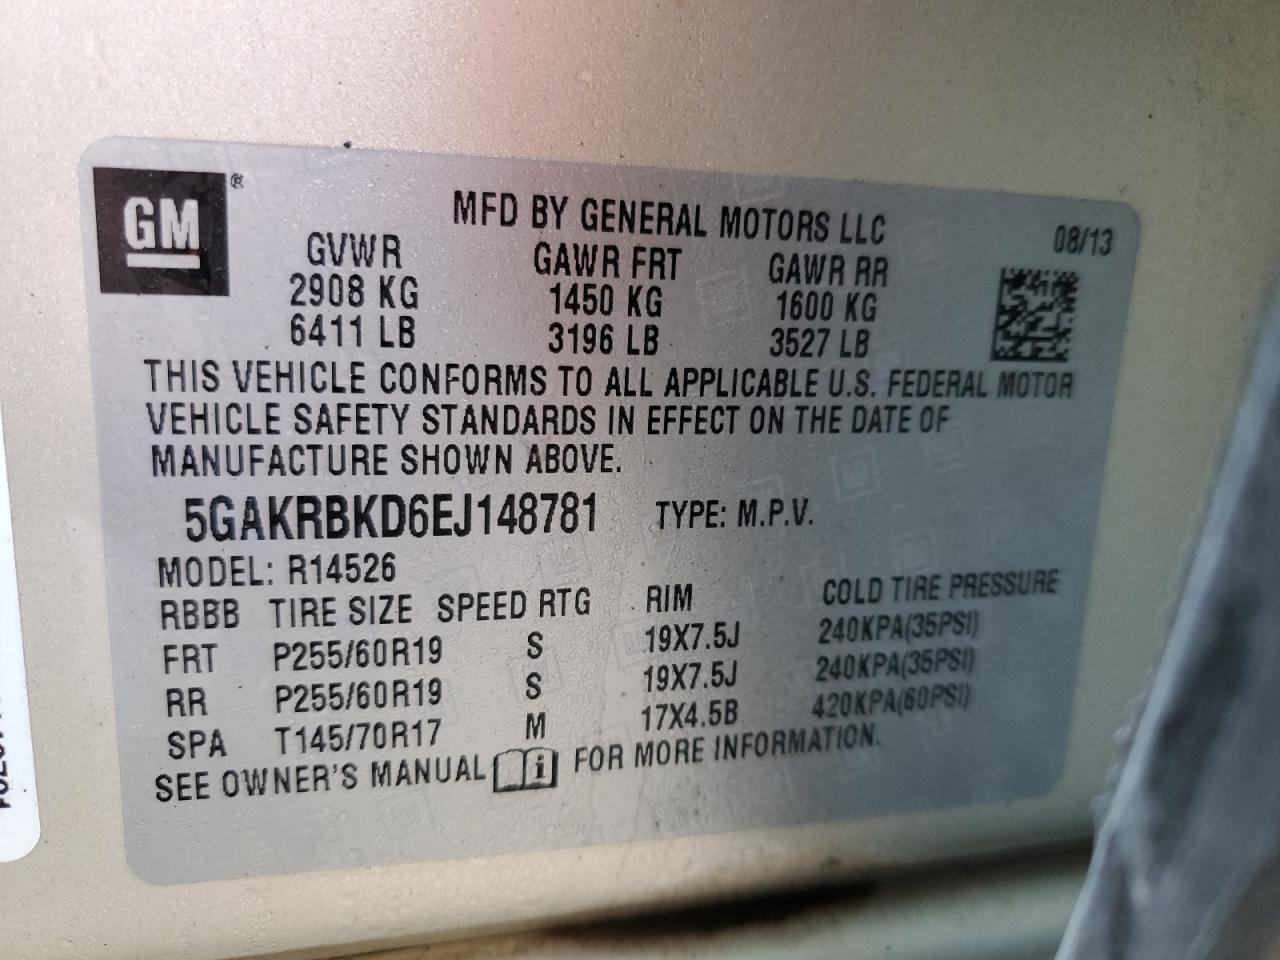 GM®
MFD BY GENERAL MOTORS LLC 08/13
GVWR GAWR FRT GAWR RR
2908 KG 1450 KG 1600 KG
6411 LB 3196 LB 3527 LB
THIS VEHICLE CONFORMS TO ALL APPLICABLE U.S. FEDERAL MOTOR
VEHICLE SAFETY STANDARDS IN EFFECT ON THE DATE OF
MANUFACTURE SHOWN ABOVE.
5GAKRBKD6EJ148781 TYPE: M.P.V.
MODEL: R14526
RBBB TIRE SIZE SPEED RTG RIM COLD TIRE PRESSURE
FRT P255/60R19 S 19X7.5J 240KPA(35PSI)
RR P255/60R19 S 19X7.5J 240KPA(35PSI)
SPA T145/70R17 M 17X4.5B 420KPA(60PSI)
SEE OWNER'S MANUAL i FOR MORE INFORMATION.